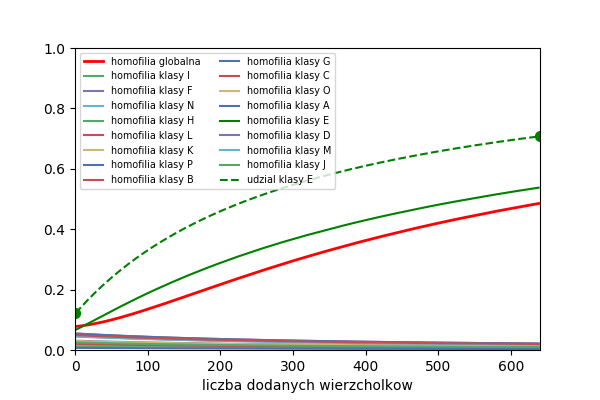 1.0
0.8
0.6
0.4
0.2
0.0
homofilia globalna
homofilia klasy I
homofilia klasy F
homofilia klasy N
homofilia klasy H
homofilia klasy L
homofilia klasy K
homofilia klasy P
homofilia klasy B
homofilia klasy G
homofilia klasy C
homofilia klasy O
homofilia klasy A
homofilia klasy E
homofilia klasy D
homofilia klasy M
homofilia klasy J
udzial klasy E
0 100 200 300 400 500 600
liczba dodanych wierzcholkow